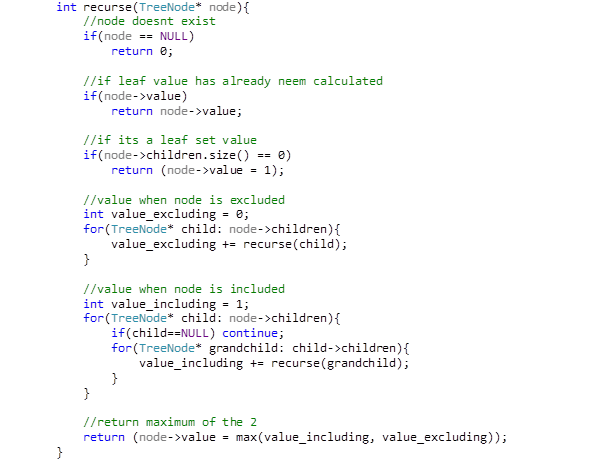 int recurse(TreeNode* node){
//node doesnt exist
if(node == NULL)
return 0;
//if leaf value has already neem calculated
if(node->value)
return node->value;
//if its a leaf set value
if(node->children.size() == 0)
return (node->value = 1);
//value when node is excluded
int value_excluding = 0;
for(TreeNode* child: node->children){
value_excluding += recurse(child);
}
//value when node is included
int value_including = 1;
for(TreeNode* child: node->children){
if(child==NULL) continue;
for(TreeNode* grandchild: child->children){
value_including += recurse(grandchild);
}
}
//return maximum of the 2
return (node->value = max(value_including, value_excluding));
}